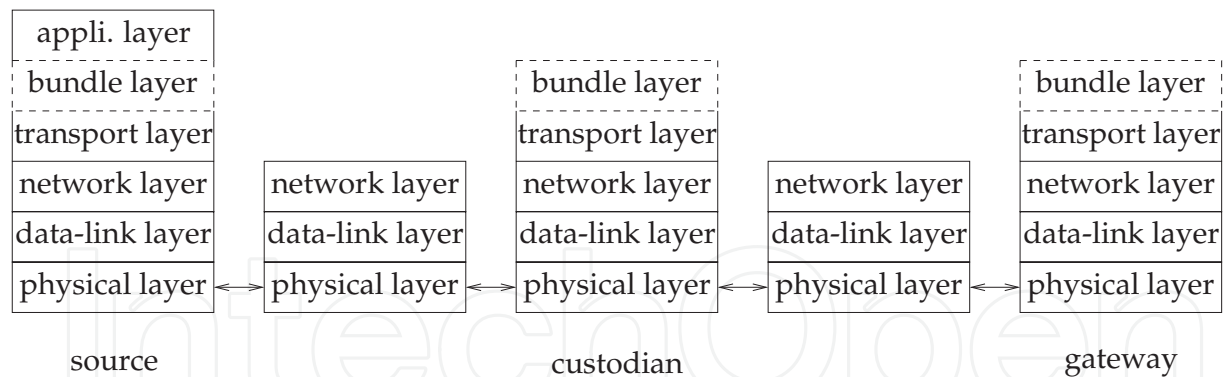 appli. layer
bundle layer bundle layer bundle layer
transport layer transport layer transport layer
network layer network layer network layer network layer network layer
data-link layer data-link layer data-link layer data-link layer data-link layer
physical layer physical layer physical layer physical layer physical layer
IntechOpen
source custodian gateway